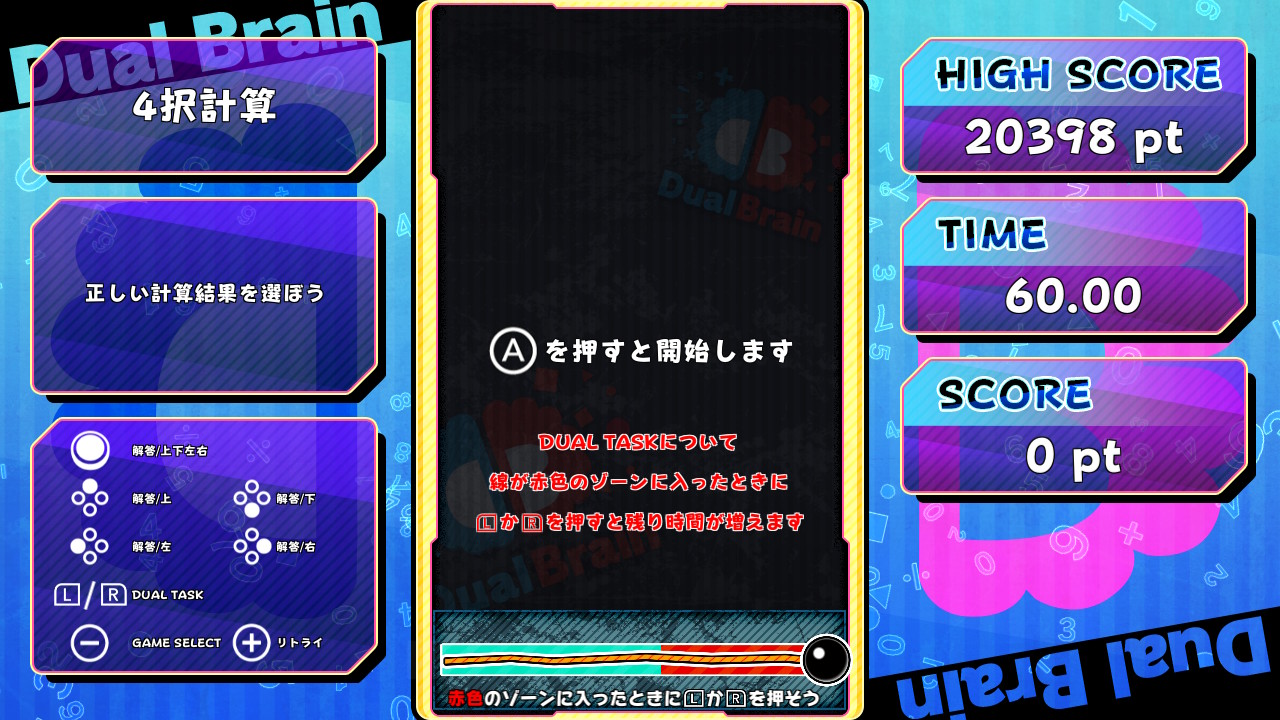 Dual Brain
4択計算
正しい計算結果を選ぼう
解答/上下左右
解答/上
解答/下
解答/左
解答/右
L/R DUAL TASK
GAME SELECT
リトライ
Dual Brain
Ⓐを押すと開始します
DUAL TASKについて
線が赤色のゾーンに入ったときに
LかRを押すと残り時間が増えます
Dual Brain
赤色のゾーンに入ったときにLかRを押そう
HIGH SCORE
20398 pt
TIME
60.00
SCORE
0 pt
Dual Brain